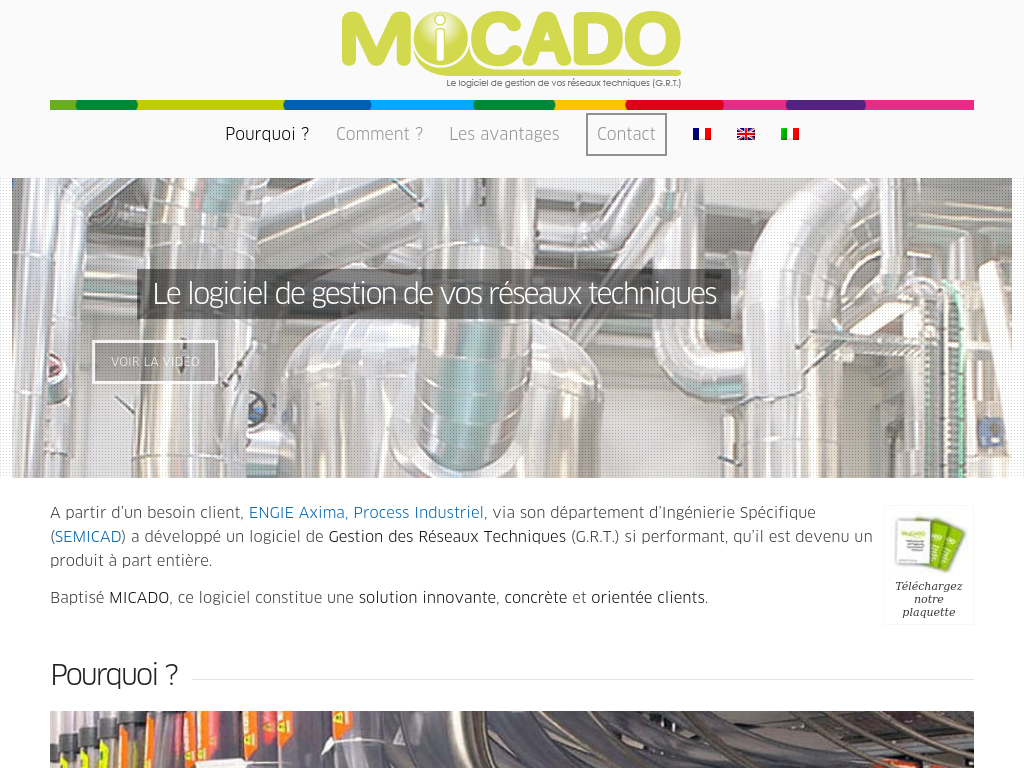 MiCADO
Le logiciel de gestion de vos réseaux techniques (G.R.T.)
Pourquoi ? Comment ? Les avantages Contact
Le logiciel de gestion de vos réseaux techniques
VOIR LA VIDEO
A partir d'un besoin client, ENGIE Axima, Process Industriel, via son département d'Ingénierie Spécifique
(SEMICAD) a développé un logiciel de Gestion des Réseaux Techniques (G.R.T.) si performant, qu'il est devenu un
produit à part entière.
Baptisé MICADO, ce logiciel constitue une solution innovante, concrète et orientée clients.
Téléchargez
notre
plaquette
Pourquoi ?